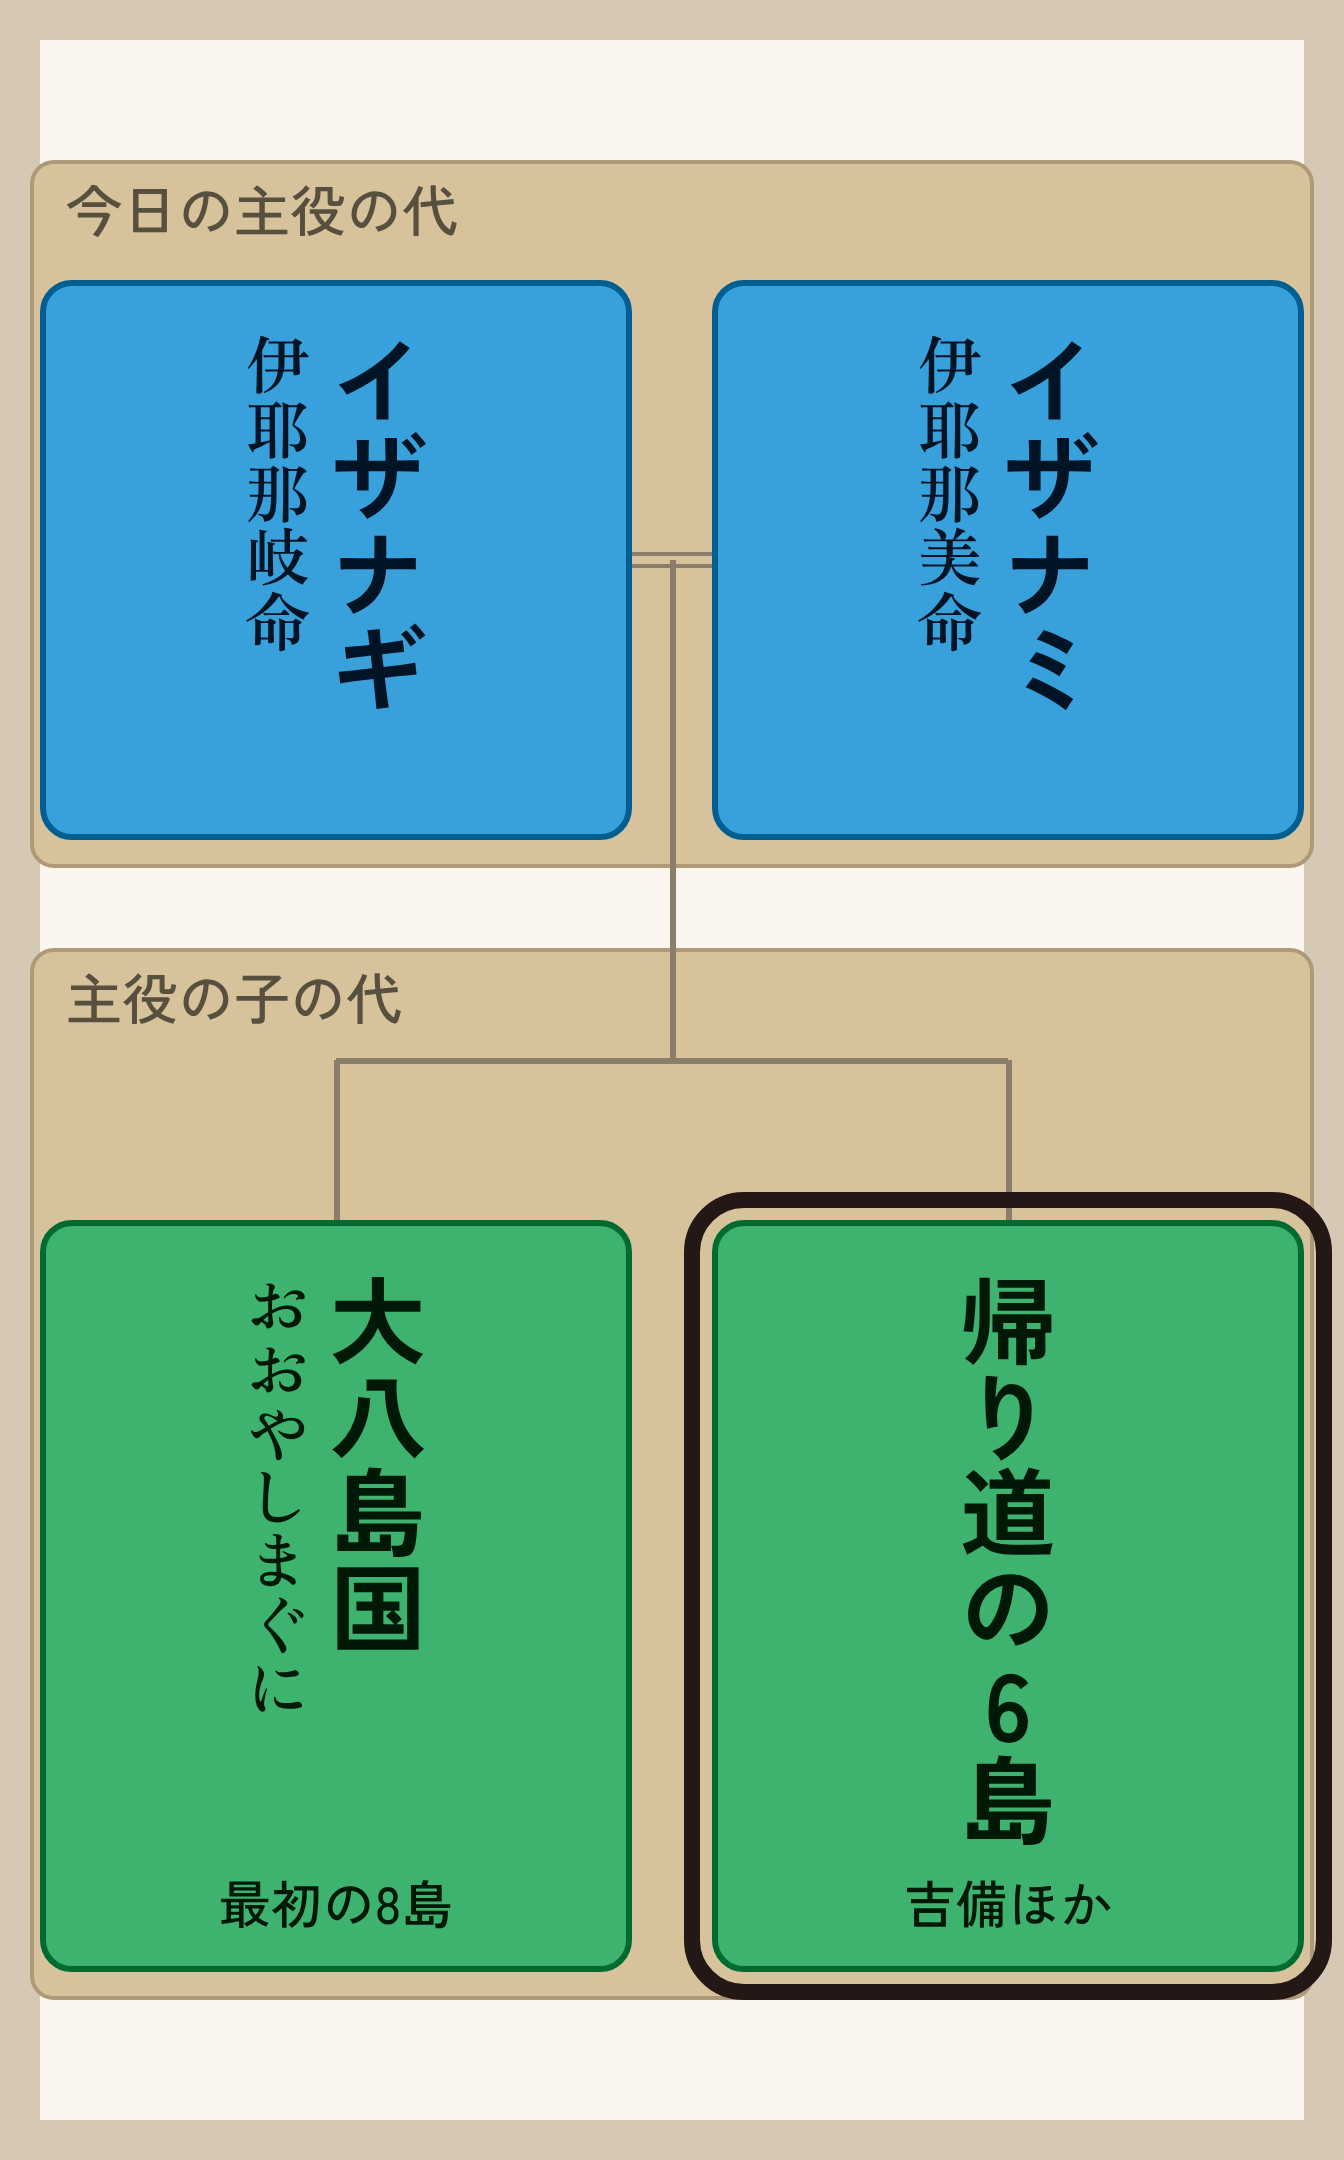 今日の主役の代
イザナギ
伊耶那岐命
イザナミ
伊耶那美命
主役の子の代
大八島国
おおやしまぐに
最初の8島
帰り道の6島
吉備ほか